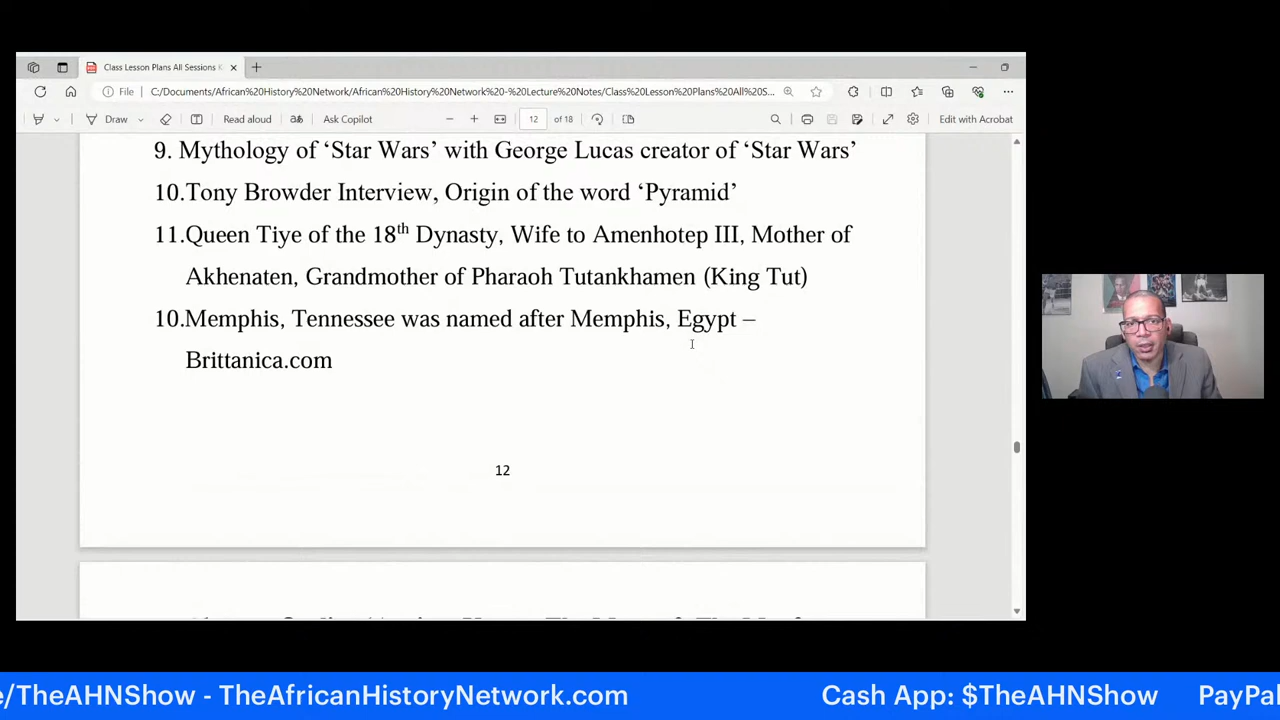 Class Lesson Plans All Sessions K
File
C:/Documents/African%20History%20Network/African%20History%20Network%20-%20Lecture%20Notes/Class%20Lesson%20Plans%20All%20S...
Draw
Read aloud
Ask Copilot
12 of 18
Edit with Acrobat
9. Mythology of ‘Star Wars’ with George Lucas creator of ‘Star Wars’
10.Tony Browder Interview, Origin of the word ‘Pyramid’
11.Queen Tiye of the 18th Dynasty, Wife to Amenhotep III, Mother of
Akhenaten, Grandmother of Pharaoh Tutankhamen (King Tut)
10.Memphis, Tennessee was named after Memphis, Egypt –
Brittanica.com
12
e/TheAHNShow - TheAfricanHistoryNetwork.com Cash App: $TheAHNShow PayPal